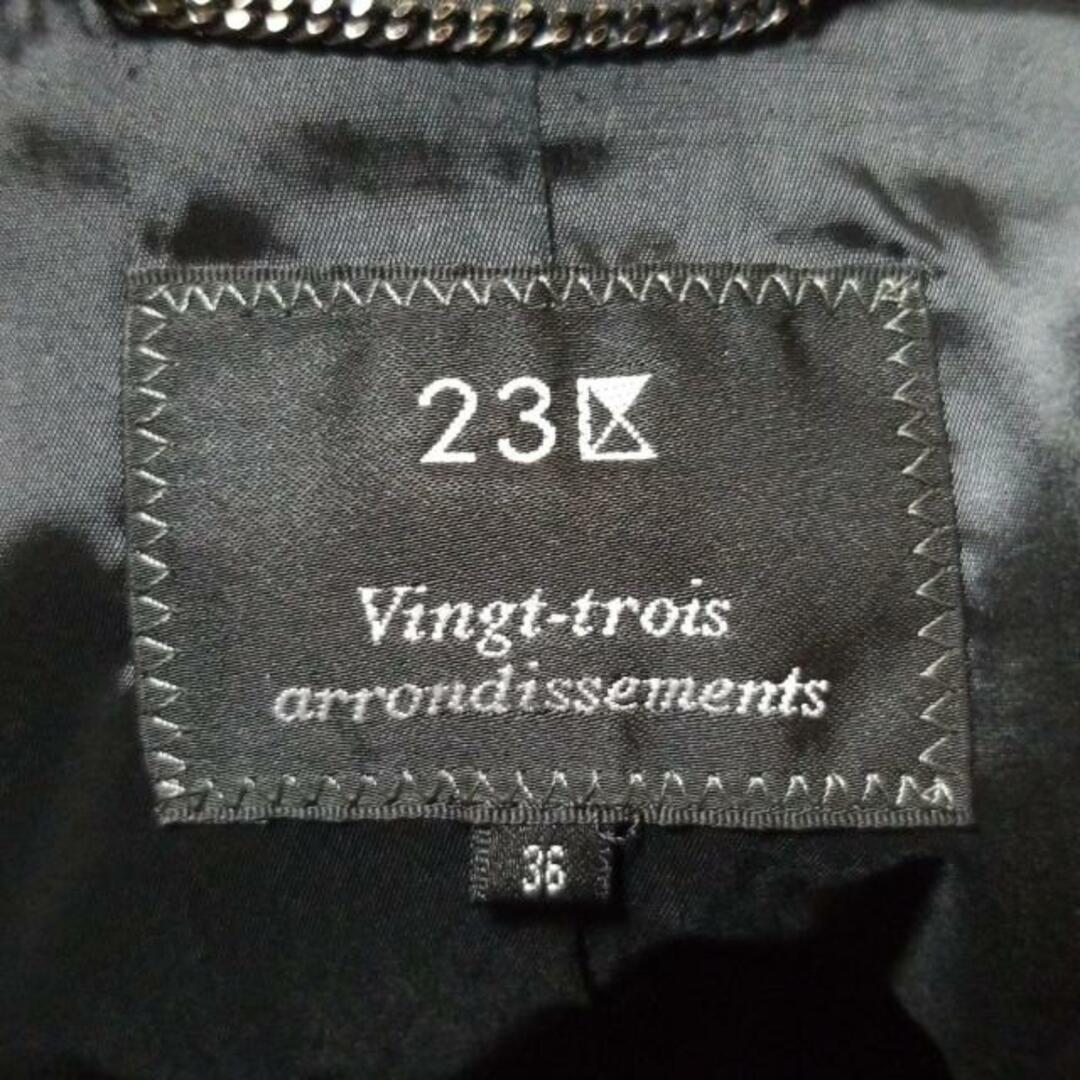 23区
Vingt-trois
arrondissements
36